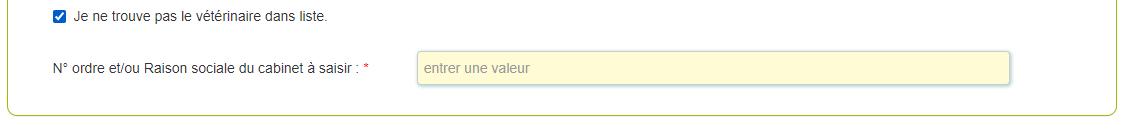 Je ne trouve pas le vétérinaire dans liste.
N° ordre et/ou Raison sociale du cabinet à saisir : * entrer une valeur